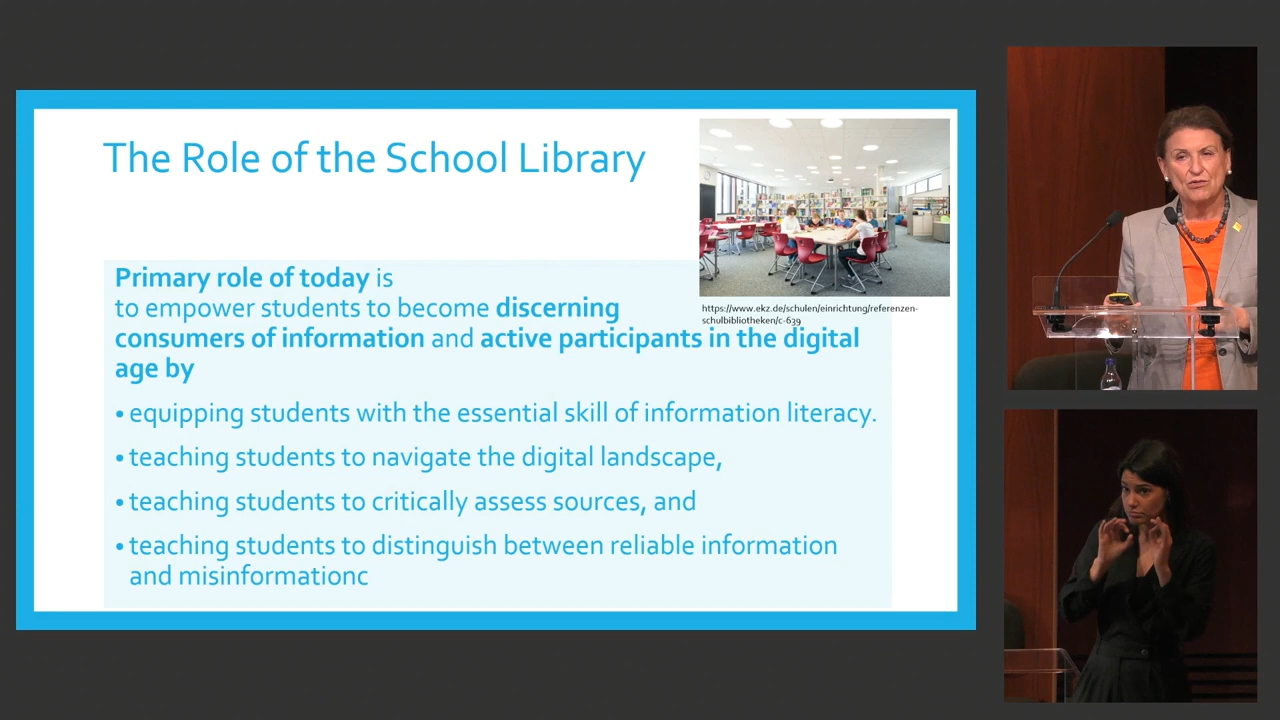 The Role of the School Library
https://www.ekz.de/schulen/einrichtung/referenzen-
schulbibliotheken/c-639
Primary role of today is
to empower students to become discerning
consumers of information and active participants in the digital
age by
• equipping students with the essential skill of information literacy.
• teaching students to navigate the digital landscape,
• teaching students to critically assess sources, and
• teaching students to distinguish between reliable information
and misinformationc